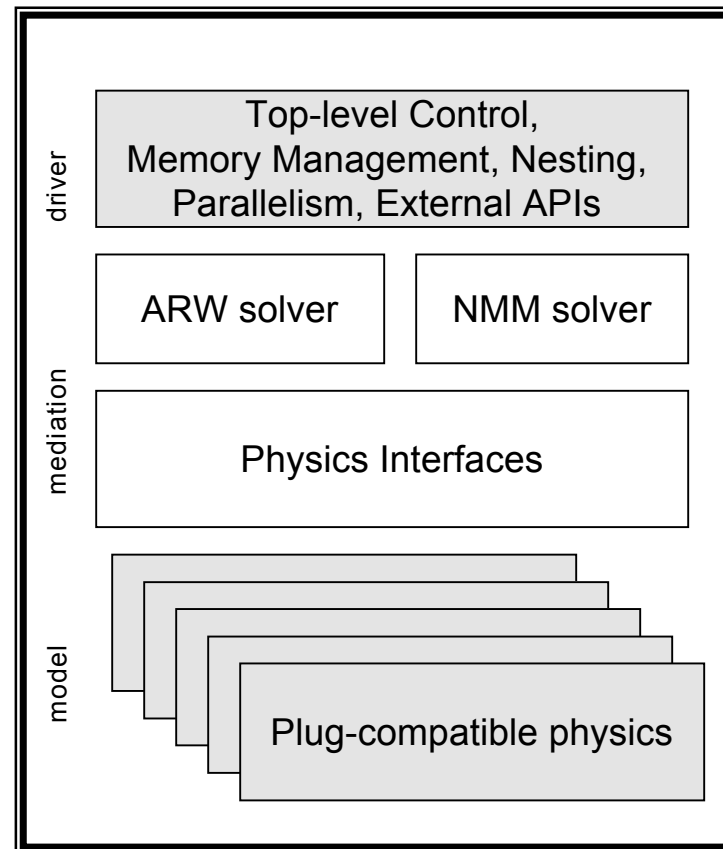 driver
Top-level Control,
Memory Management, Nesting,
Parallelism, External APIs
mediation
ARW solver
NMM solver
Physics Interfaces
model
Plug-compatible physics